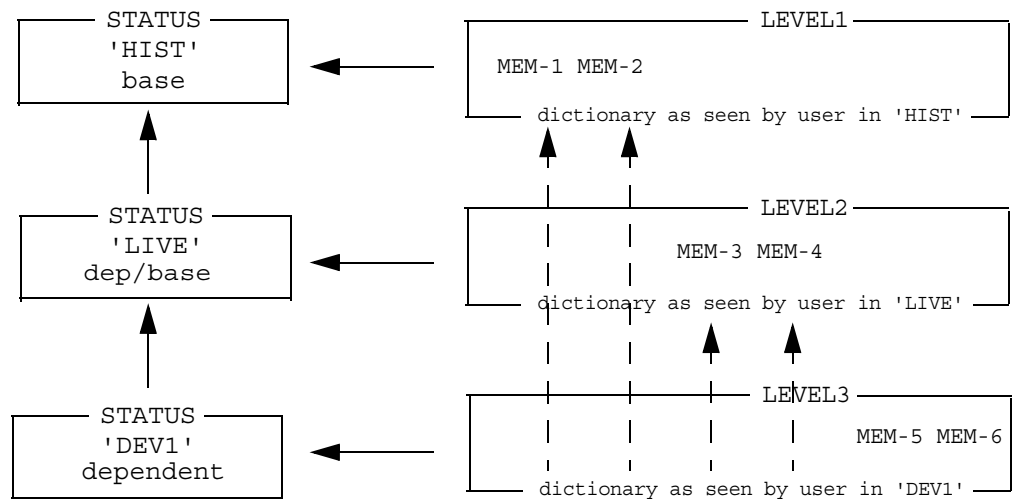 STATUS
'HIST'
base
LEVEL1
MEM-1 MEM-2
dictionary as seen by user in 'HIST'
STATUS
'LIVE'
dep/base
LEVEL2
MEM-3 MEM-4
dictionary as seen by user in 'LIVE'
STATUS
'DEV1'
dependent
LEVEL3
MEM-5 MEM-6
dictionary as seen by user in 'DEV1'